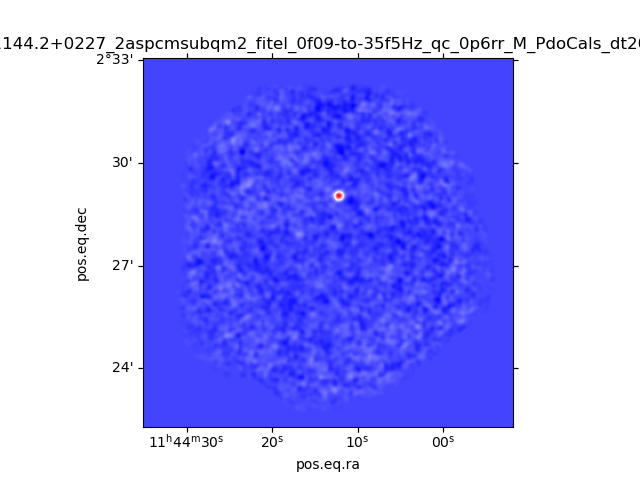 144.2+0227_2aspcmsubqm2_fitel_0f09-to-35f5Hz_qc_0p6rr_M_PdoCals_dt2
2°33'
30'
27'
24'
pos.eq.dec
11h44m30s 20s 10s 00s
pos.eq.ra